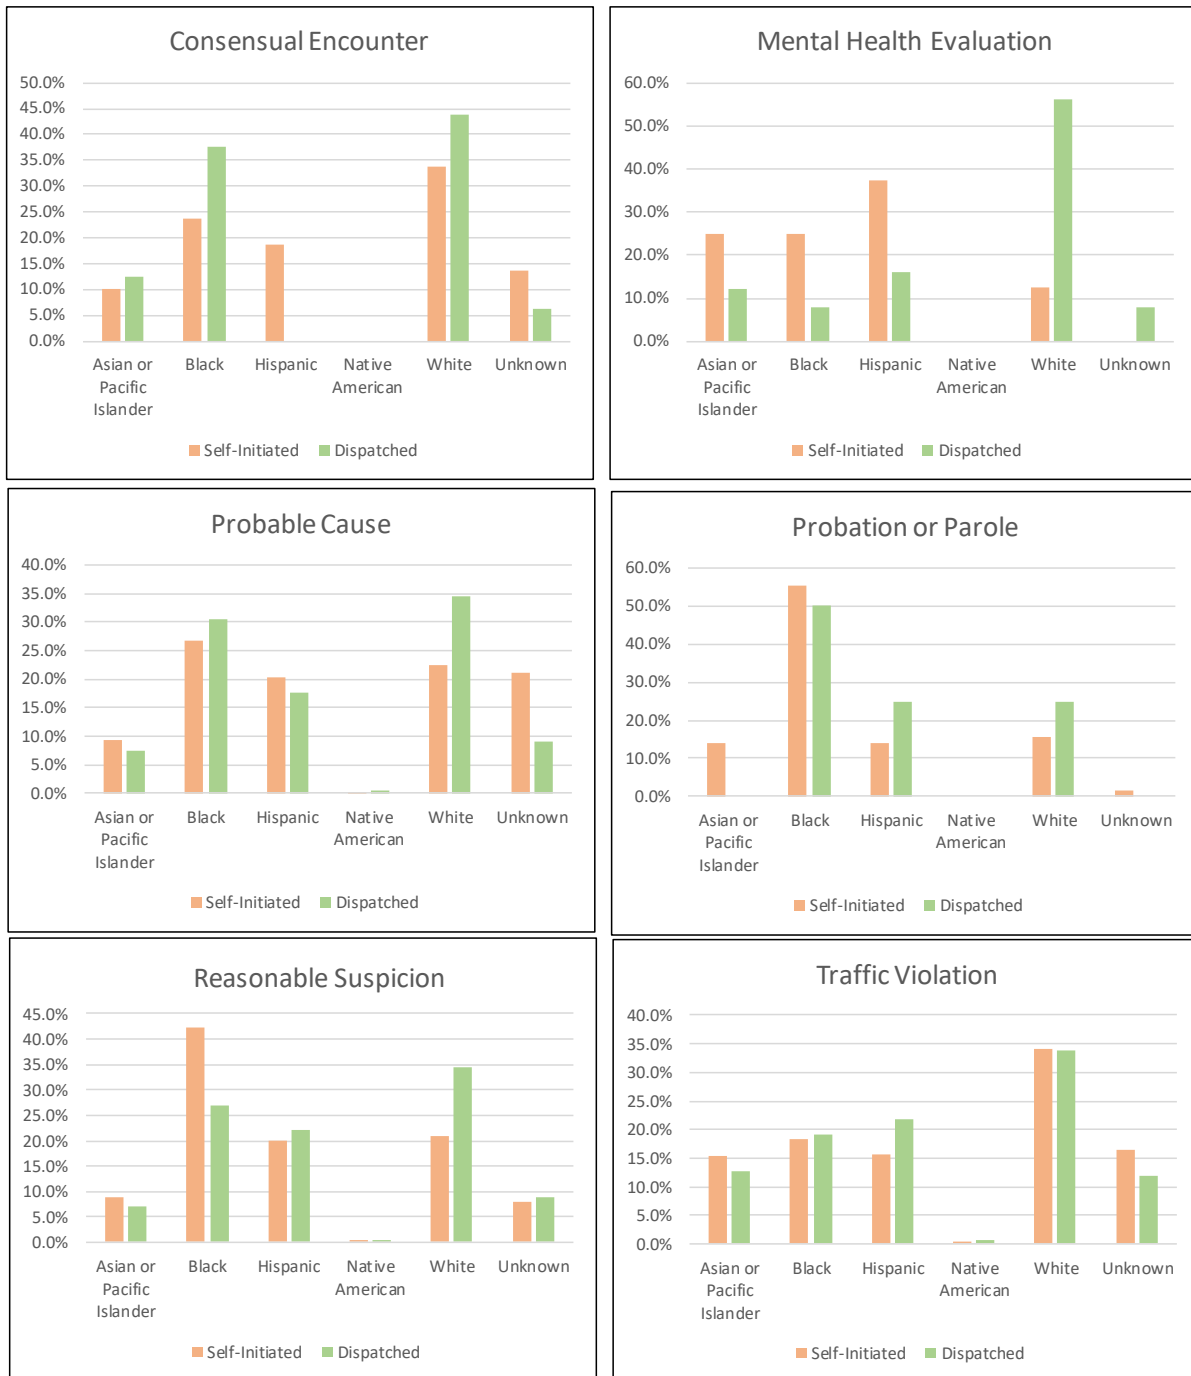 Consensual Encounter
50.0%
45.0%
40.0%
35.0%
30.0%
25.0%
20.0%
15.0%
10.0%
5.0%
0.0%
Asian or Black Hispanic Native White Unknown
Pacific American
Islander
Self-Initiated Dispatched
Mental Health Evaluation
60.0%
50.0%
40.0%
30.0%
20.0%
10.0%
0.0%
Asian or Black Hispanic Native White Unknown
Pacific American
Islander
Self-Initiated Dispatched
Probable Cause
40.0%
35.0%
30.0%
25.0%
20.0%
15.0%
10.0%
5.0%
0.0%
Asian or Black Hispanic Native White Unknown
Pacific American
Islander
Self-Initiated Dispatched
Probation or Parole
60.0%
50.0%
40.0%
30.0%
20.0%
10.0%
0.0%
Asian or Black Hispanic Native White Unknown
Pacific American
Islander
Self-Initiated Dispatched
Reasonable Suspicion
45.0%
40.0%
35.0%
30.0%
25.0%
20.0%
15.0%
10.0%
5.0%
0.0%
Asian or Black Hispanic Native White Unknown
Pacific American
Islander
Self-Initiated Dispatched
Traffic Violation
40.0%
35.0%
30.0%
25.0%
20.0%
15.0%
10.0%
5.0%
0.0%
Asian or Black Hispanic Native White Unknown
Pacific American
Islander
Self-Initiated Dispatched